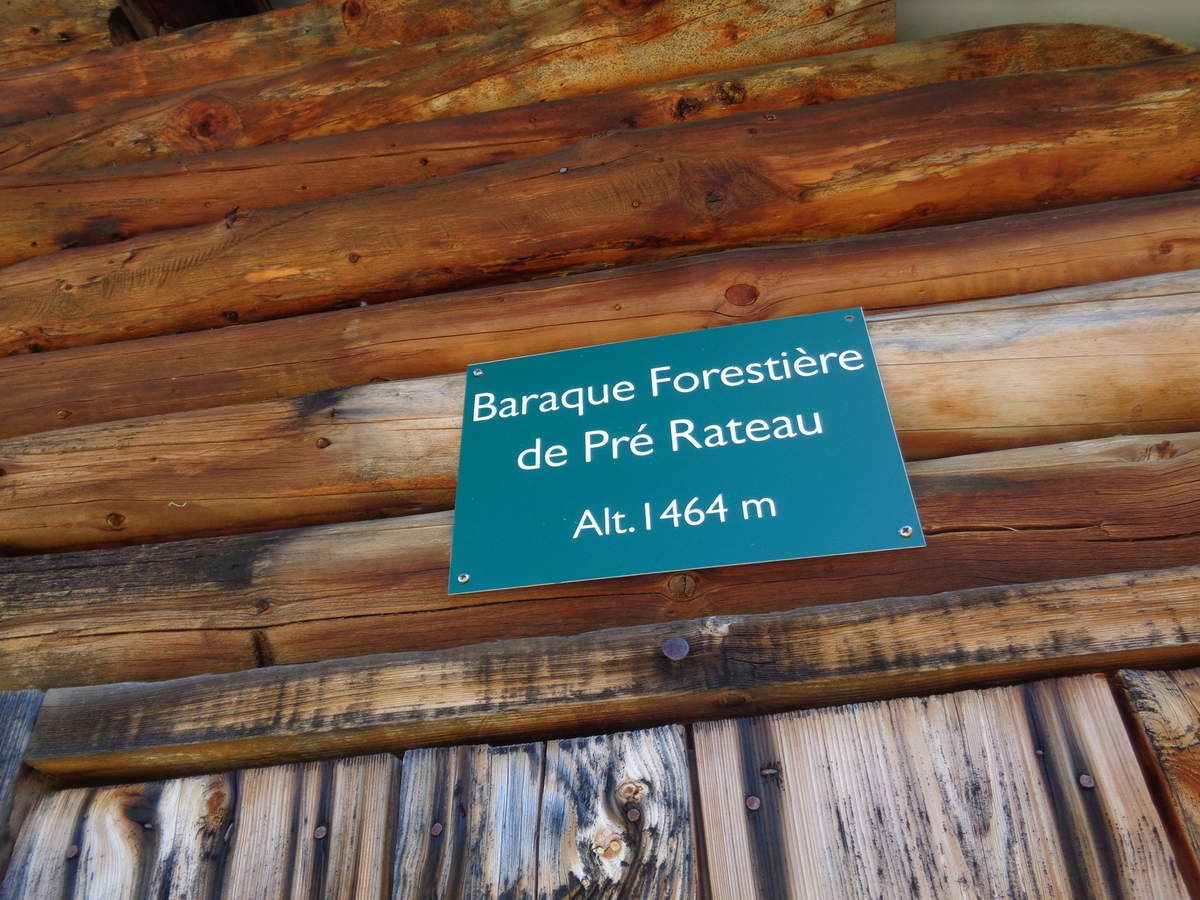 Baraque Forestière
de Pré Rateau
Alt. 1464 m